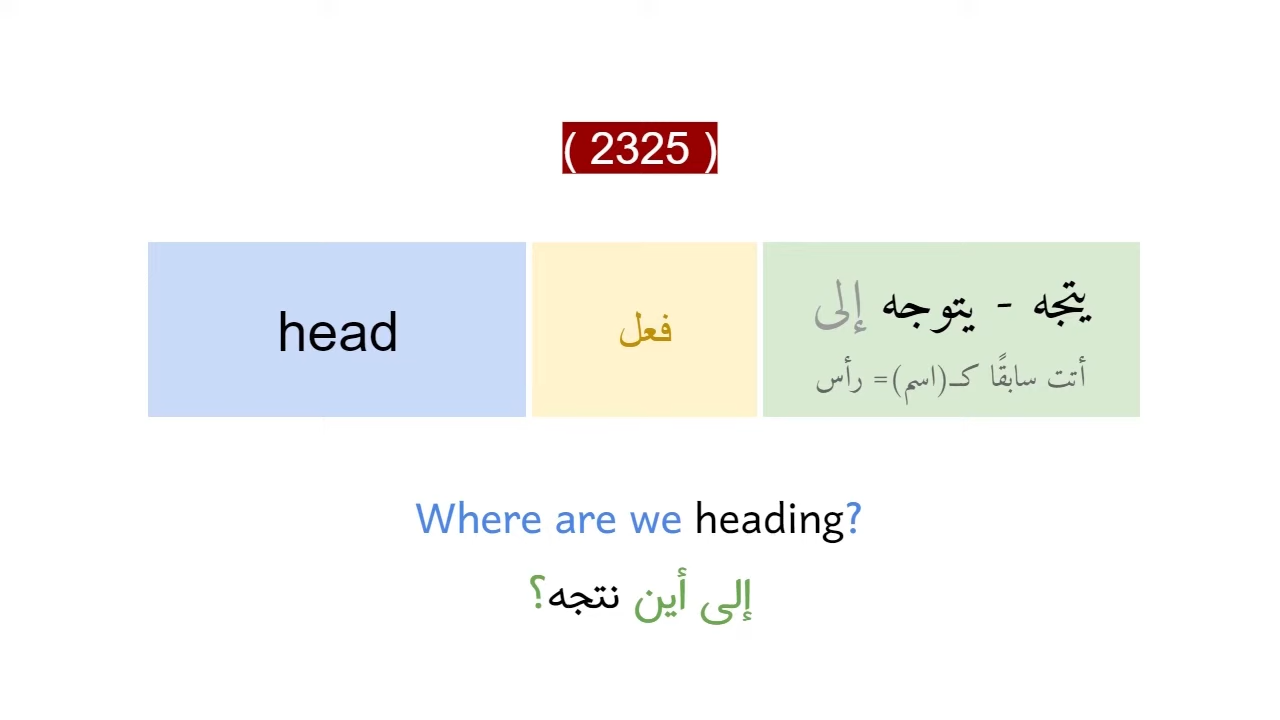 ( 2325 )
head
فعل
يتجه - يتوجه إلى
أتت سابقًا كـ(اسم)= رأس
Where are we heading?
إلى أين نتجه؟